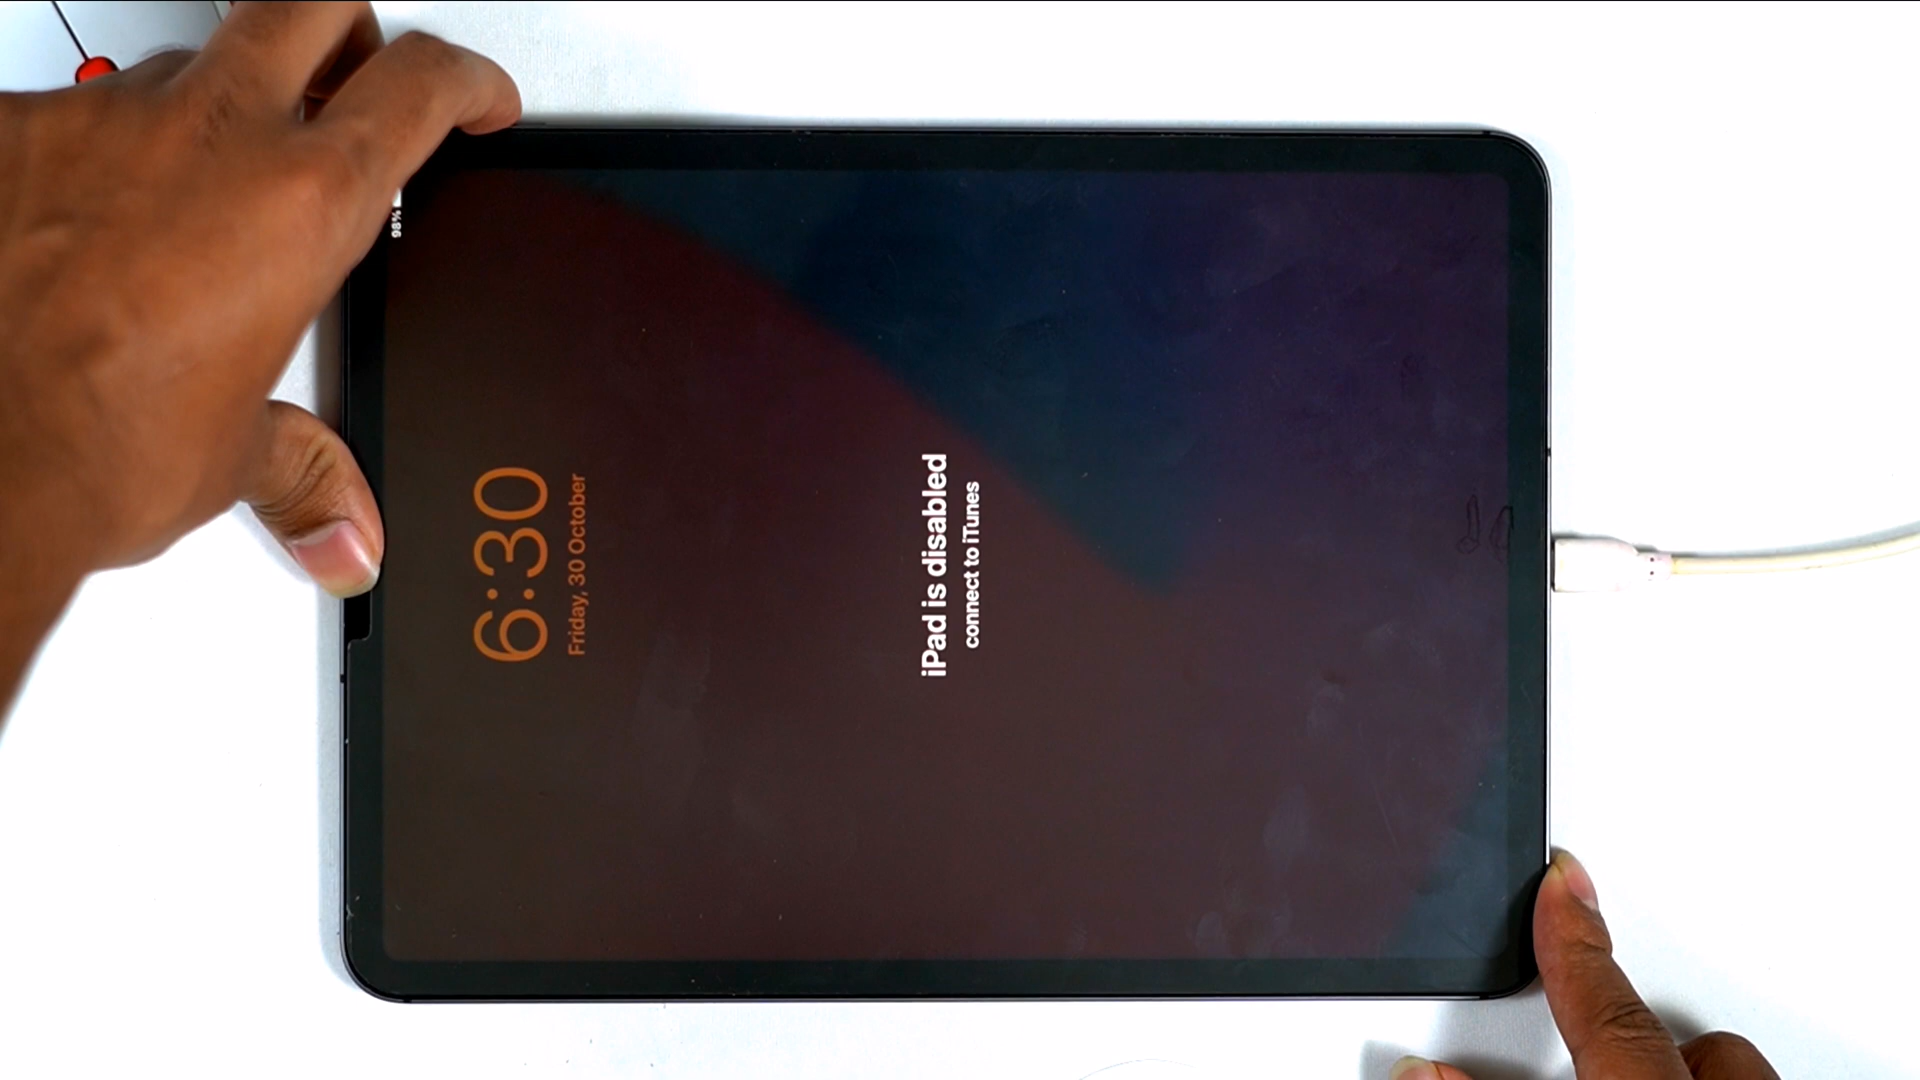 98%
6:30
Friday, 30 October
iPad is disabled
connect to iTunes